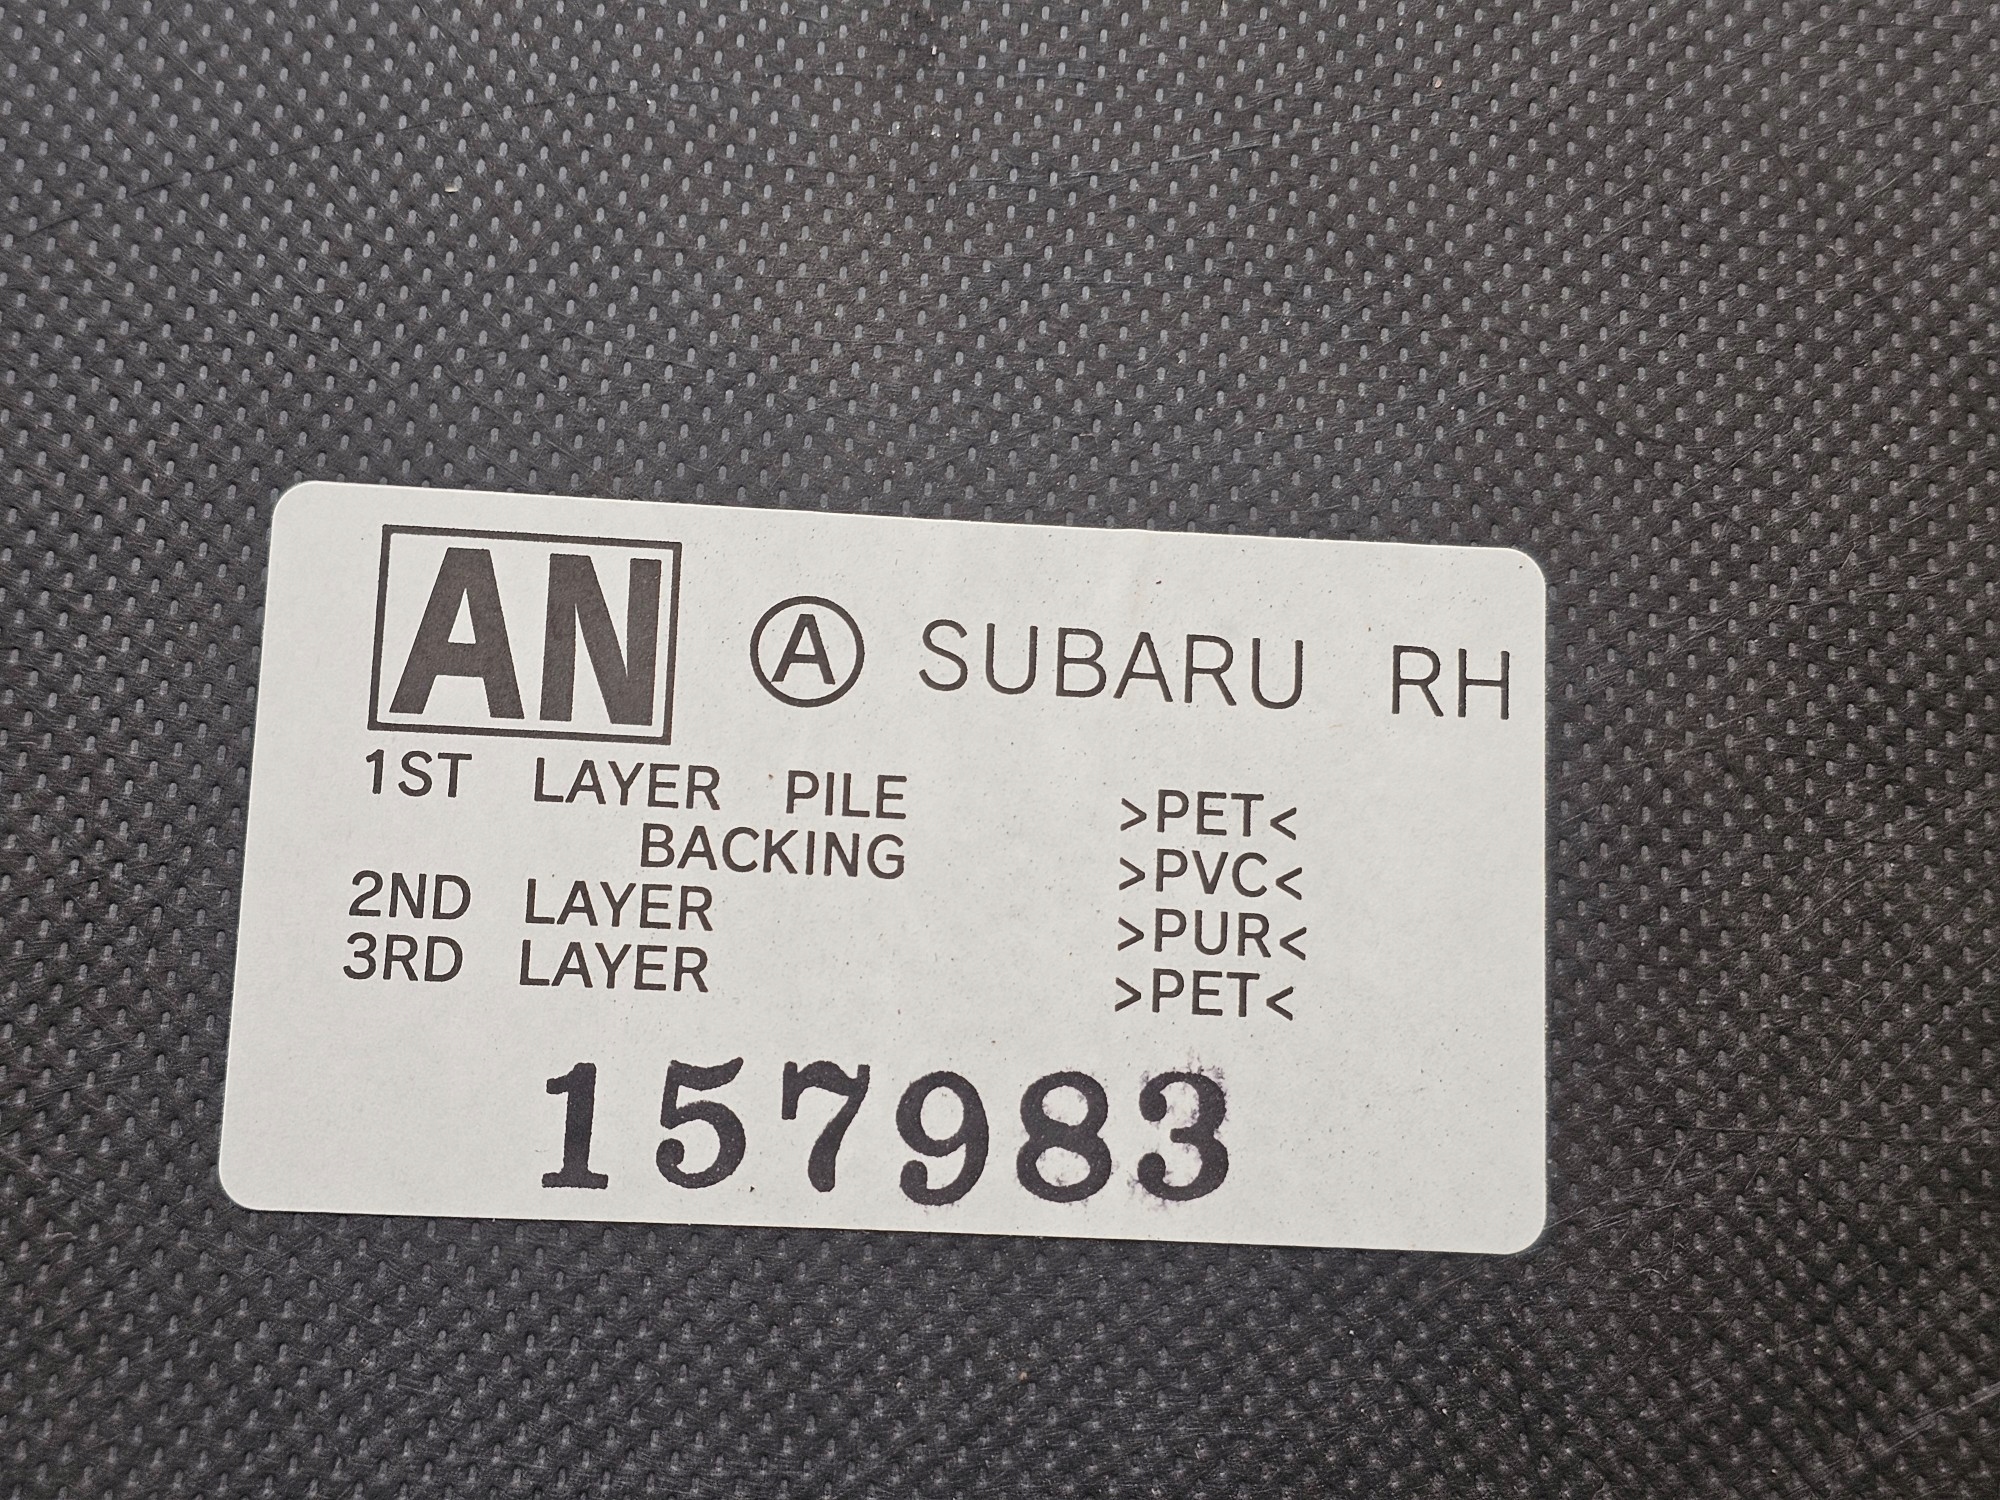 AN Ⓐ SUBARU RH
1ST LAYER PILE >PET<
BACKING >PVC<
2ND LAYER >PUR<
3RD LAYER >PET<
157983